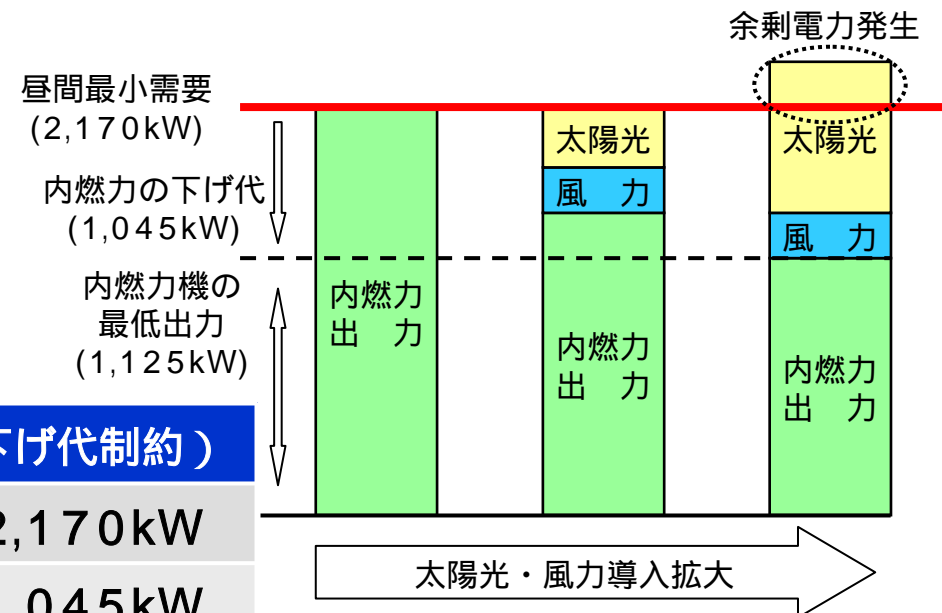 余剰電力発生
昼間最小需要
(2,170kW)
内燃力の下げ代
(1,045kW)
内燃力機の
最低出力
(1,125kW)
内燃力
出　力
太陽光
風　力
内燃力
出　力
太陽光
風　力
内燃力
出　力
下げ代制約）
2,170kW
045kW
太陽光・風力導入拡大